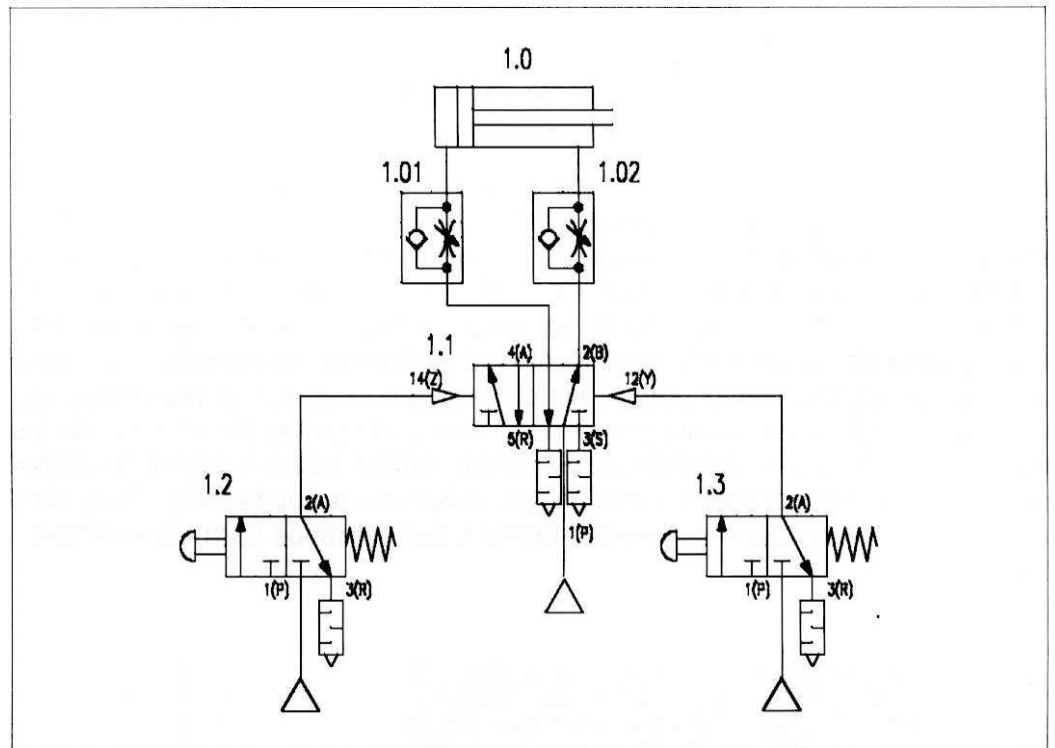 1.0
1.01
1.02
1.1
4(A)
2(B)
14(Z)
12(Y)
5(R)
3(S)
1(P)
1.2
2(A)
1(P)
3(R)
1.3
2(A)
1(P)
3(R)